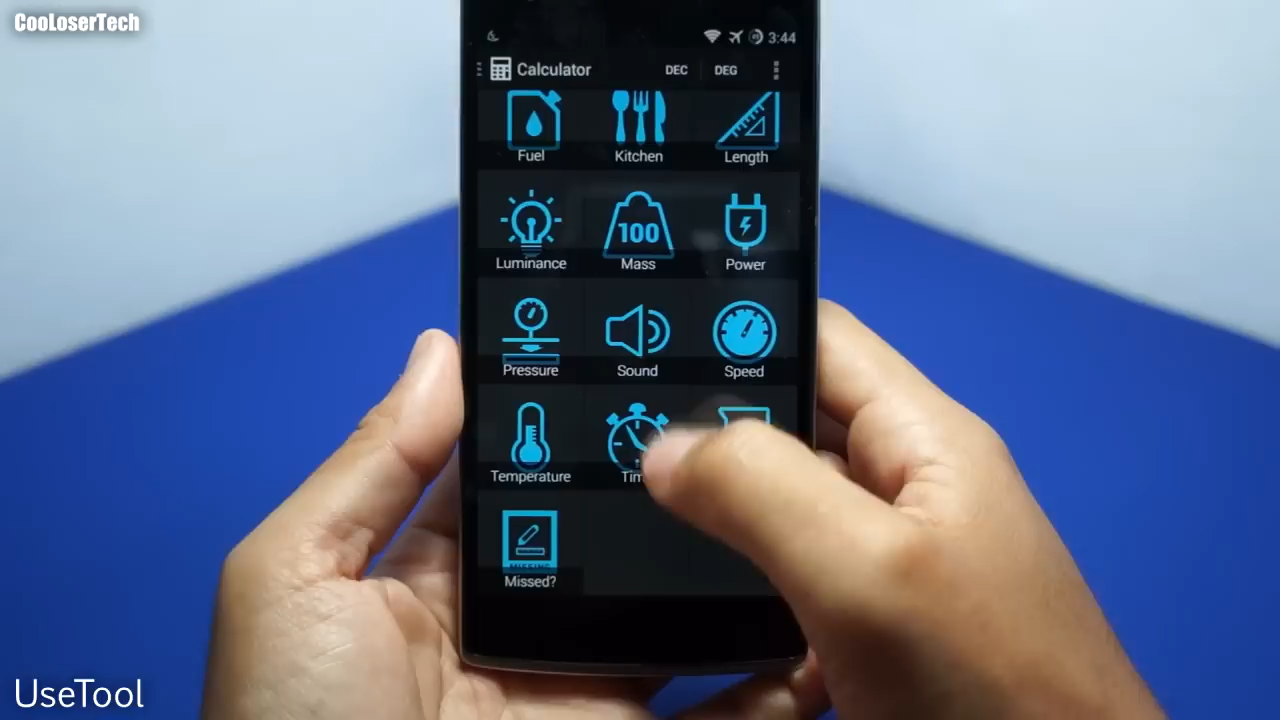 CooLoserTech
3:44
Calculator DEC DEG
Fuel Kitchen Length
100
Luminance Mass Power
Pressure Sound Speed
Temperature
Missed?
UseTool